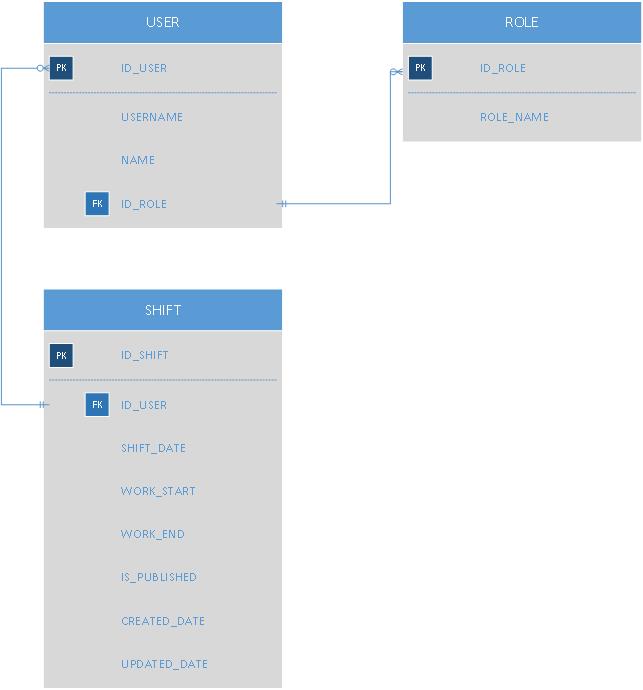 USER
PK ID_USER
USERNAME
NAME
FK ID_ROLE
ROLE
PK ID_ROLE
ROLE_NAME
SHIFT
PK ID_SHIFT
FK ID_USER
SHIFT_DATE
WORK_START
WORK_END
IS_PUBLISHED
CREATED_DATE
UPDATED_DATE